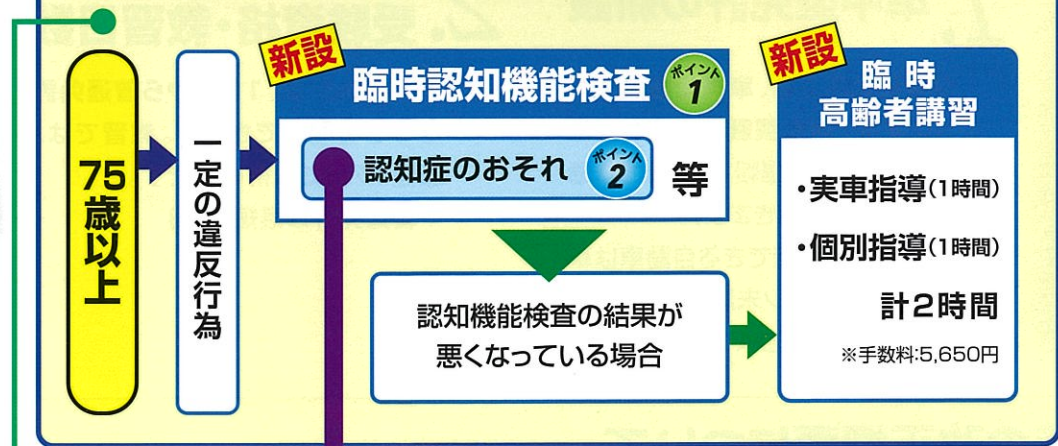 75歳以上
一定の違反行為
新設
臨時認知機能検査
ポイント
1
認知症のおそれ
ポイント
2
等
認知機能検査の結果が
悪くなっている場合
新設
臨時
高齢者講習
・実車指導(1時間)
・個別指導(1時間)
計2時間
※手数料:5,650円